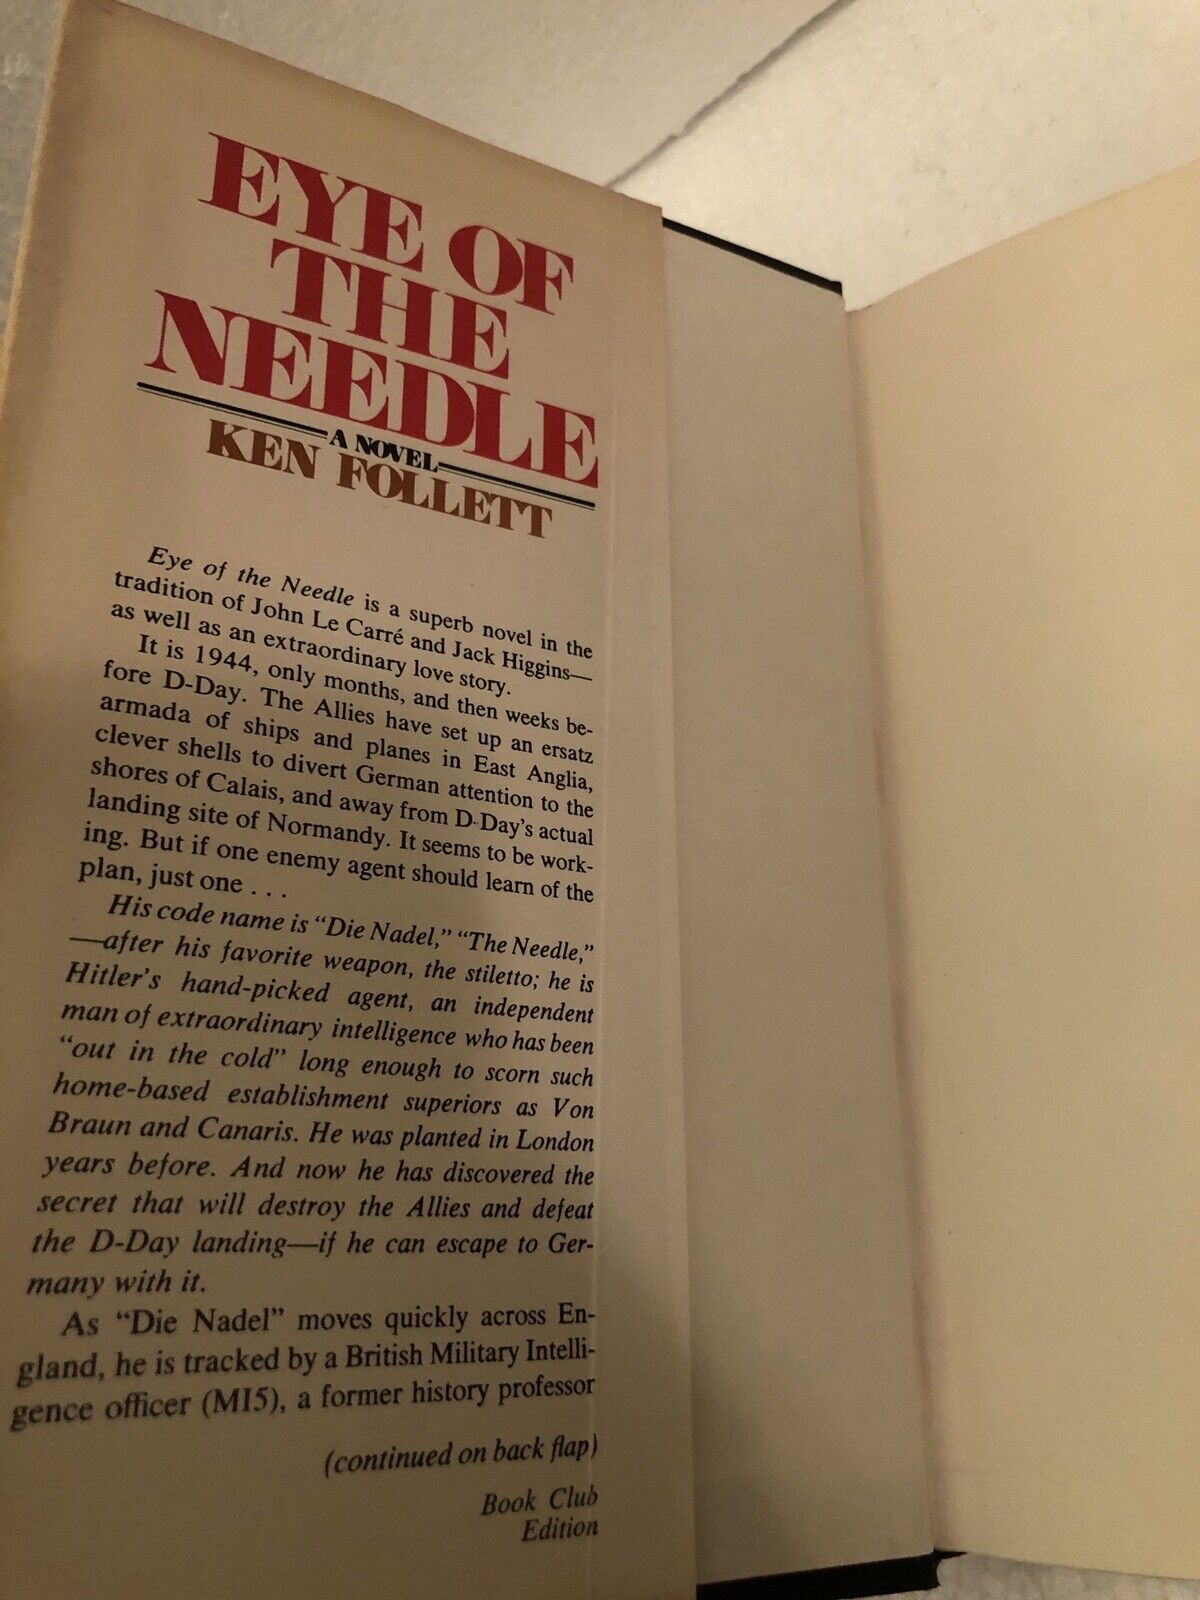 EYE OF
THE
NEEDLE
A NOVEL
KEN FOLLETT
Eye of the Needle is a superb novel in the
tradition of John Le Carré and Jack Higgins—
as well as an extraordinary love story.
It is 1944, only months, and then weeks be-
fore D-Day. The Allies have set up an ersatz
armada of ships and planes in East Anglia,
clever shells to divert German attention to the
shores of Calais, and away from D-Day's actual
landing site of Normandy. It seems to be work-
ing. But if one enemy agent should learn of the
plan, just one . . .
His code name is “Die Nadel,” “The Needle,”
—after his favorite weapon, the stiletto; he is
Hitler's hand-picked agent, an independent
man of extraordinary intelligence who has been
“out in the cold” long enough to scorn such
home-based establishment superiors as Von
Braun and Canaris. He was planted in London
years before. And now he has discovered the
secret that will destroy the Allies and defeat
the D-Day landing—if he can escape to Ger-
many with it.
As “Die Nadel” moves quickly across En-
gland, he is tracked by a British Military Intelli-
gence officer (MI5), a former history professor
(continued on back flap)
Book Club
Edition